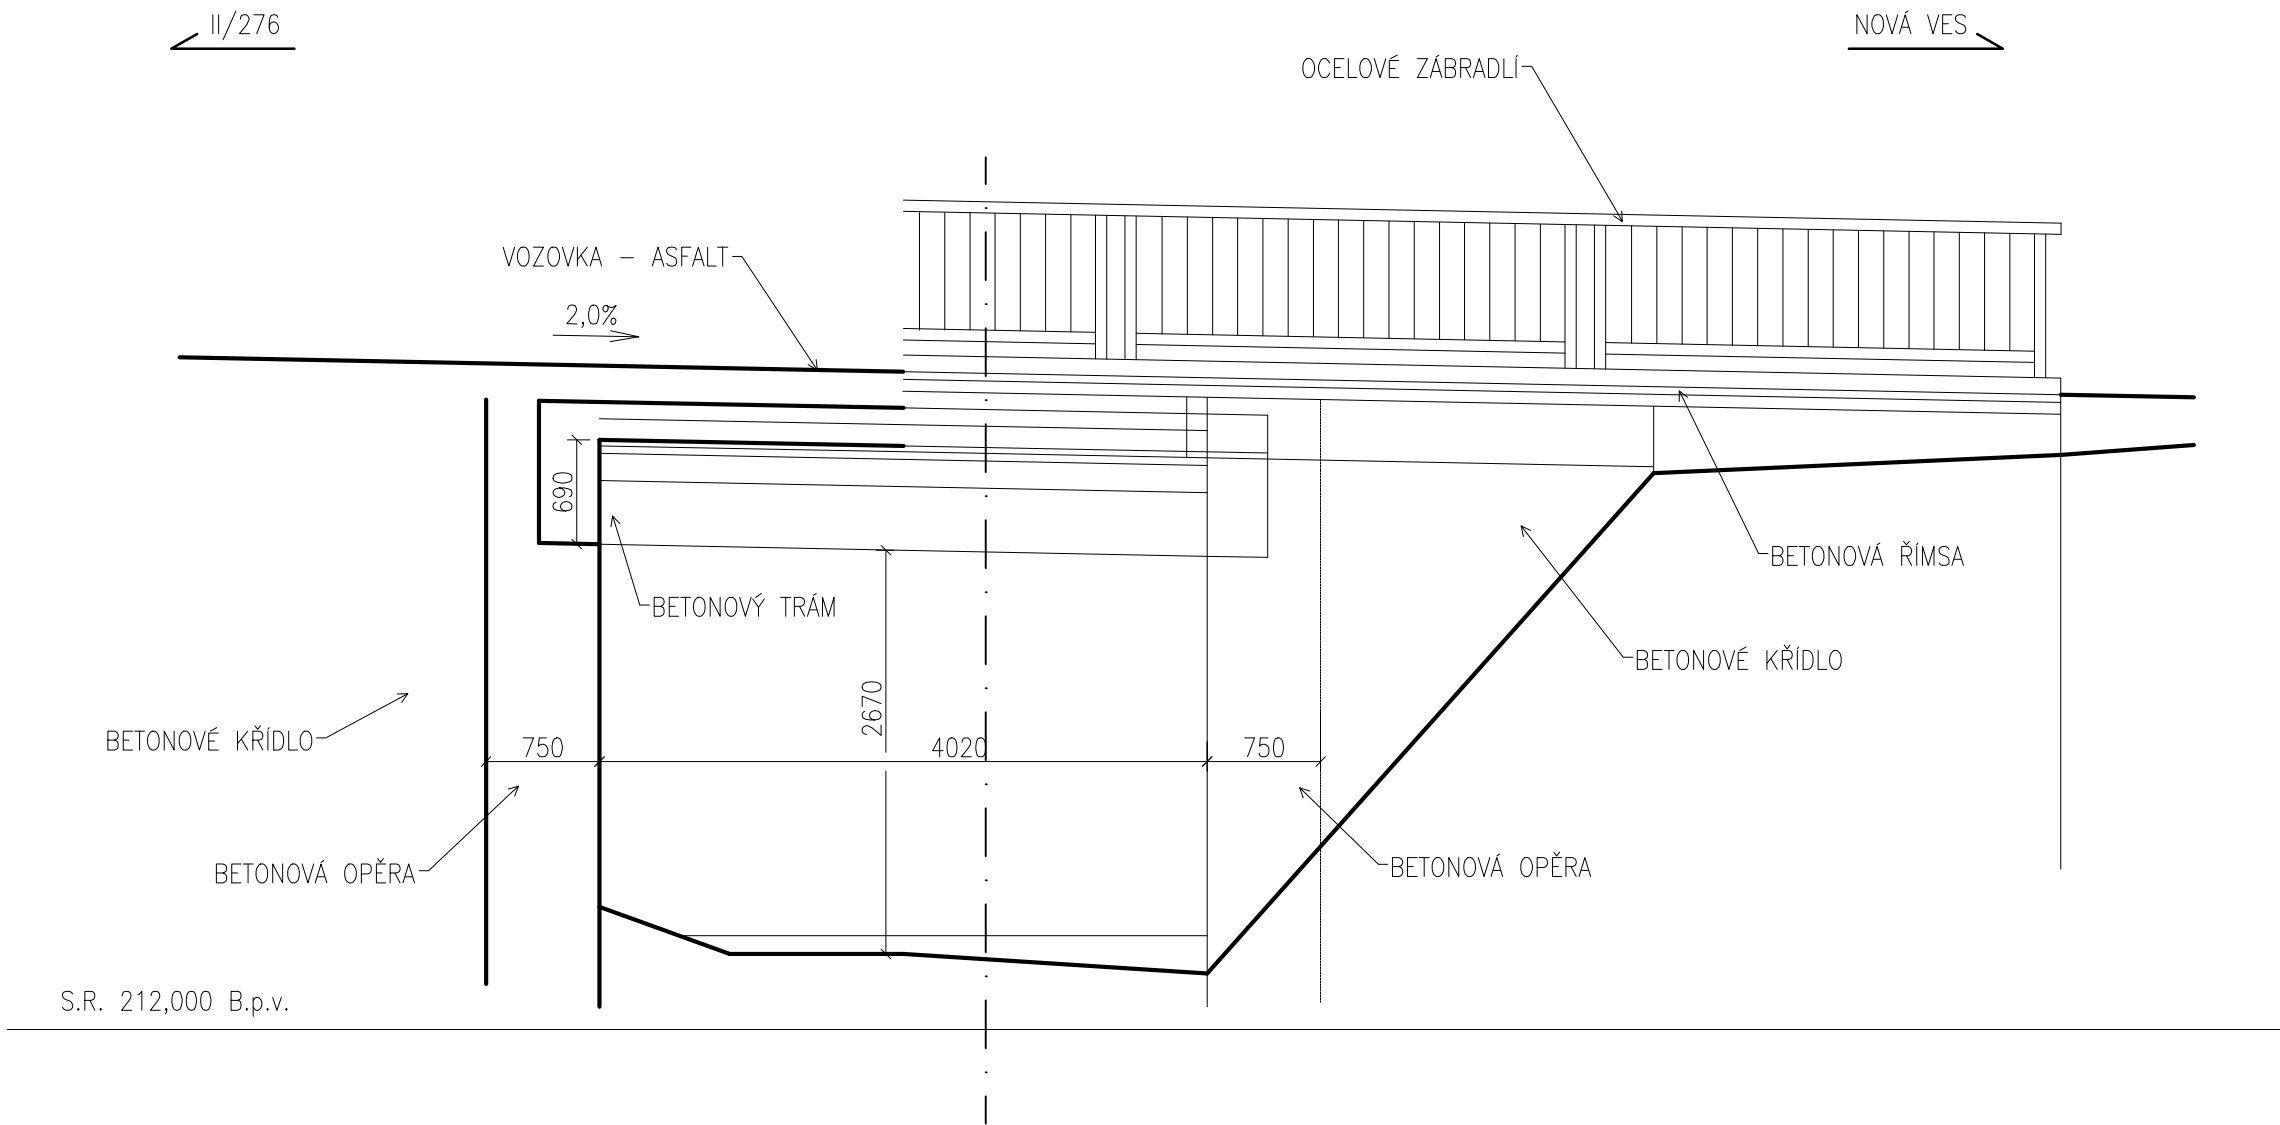 II/276
NOVÁ VES
OCELOVÉ ZÁBRADLÍ
VOZOVKA – ASFALT
2,0%
690
BETONOVÁ ŘÍMSA
BETONOVÝ TRÁM
BETONOVÉ KŘÍDLO
2670
BETONOVÉ KŘÍDLO
750
4020
750
BETONOVÁ OPĚRA
BETONOVÁ OPĚRA
S.R. 212,000 B.p.v.